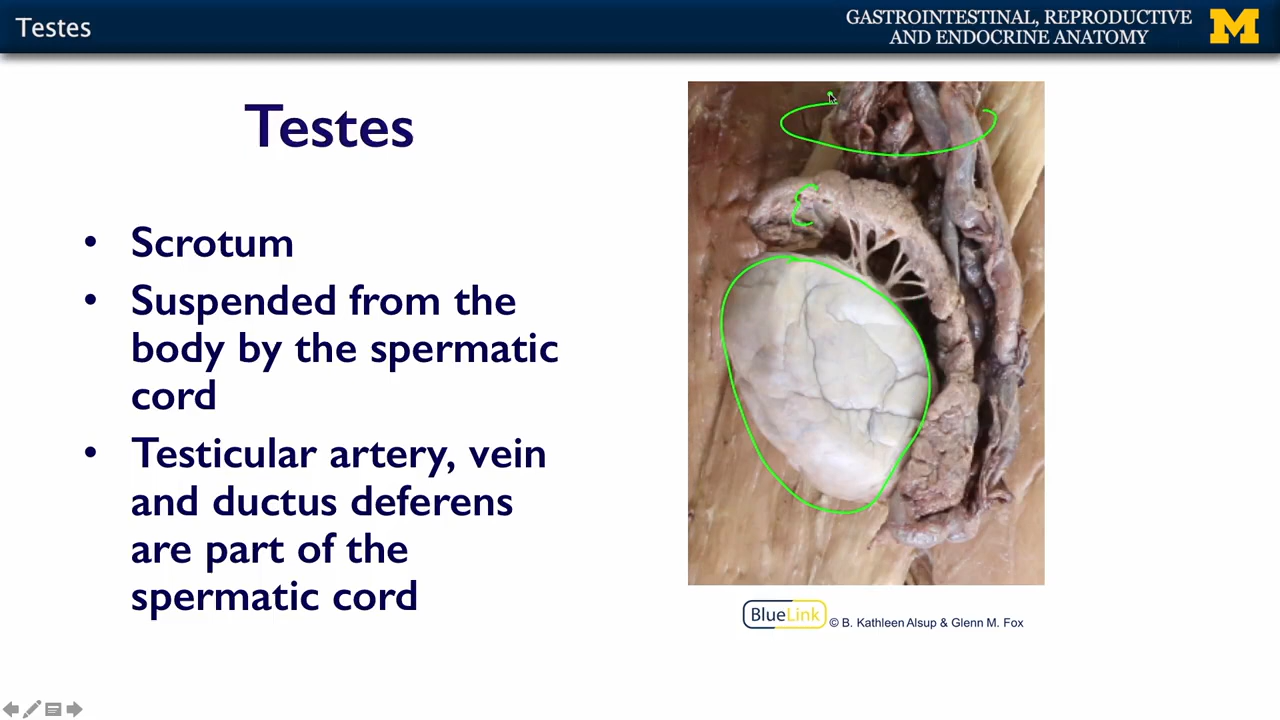 Testes
GASTROINTESTINAL, REPRODUCTIVE
AND ENDOCRINE ANATOMY
M
Testes
• Scrotum
• Suspended from the
body by the spermatic
cord
• Testicular artery, vein
and ductus deferens
are part of the
spermatic cord
BlueLink © B. Kathleen Alsup & Glenn M. Fox